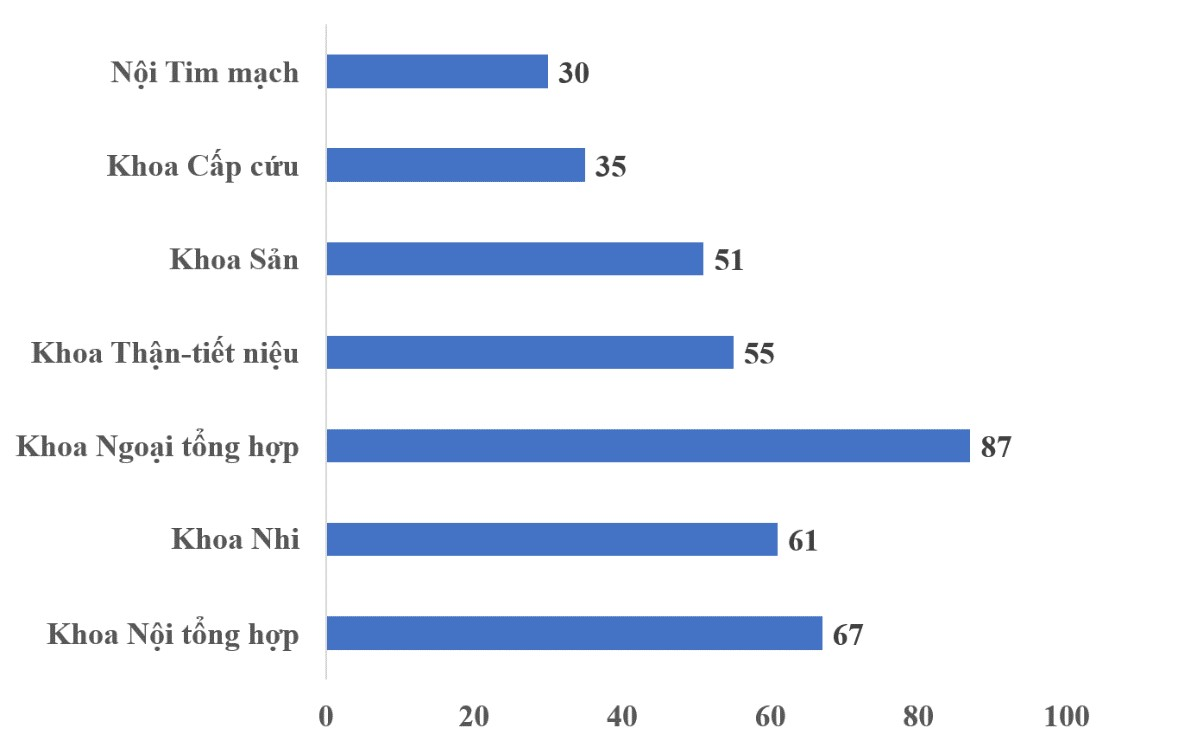 Nội Tim mạch 30
Khoa Cấp cứu 35
Khoa Sản 51
Khoa Thận-tiết niệu 55
Khoa Ngoại tổng hợp 87
Khoa Nhi 61
Khoa Nội tổng hợp 67
0 20 40 60 80 100